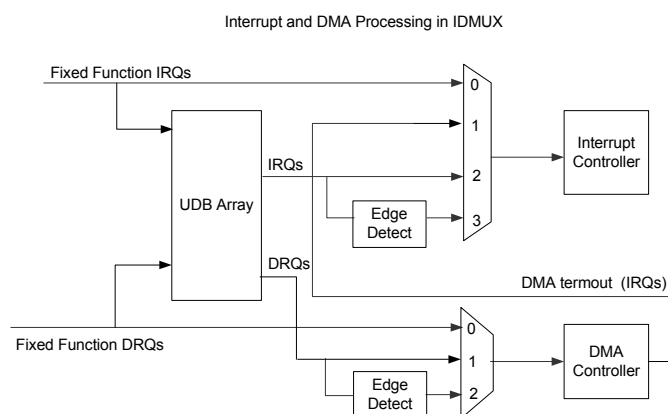 Interrupt and DMA Processing in IDMUX
Fixed Function IRQs
0
1
Interrupt
Controller
IRQs
2
UDB Array
Edge
Detect
3
DRQs
DMA termout (IRQs)
0
Fixed Function DRQs
1
DMA
Controller
Edge
Detect
2